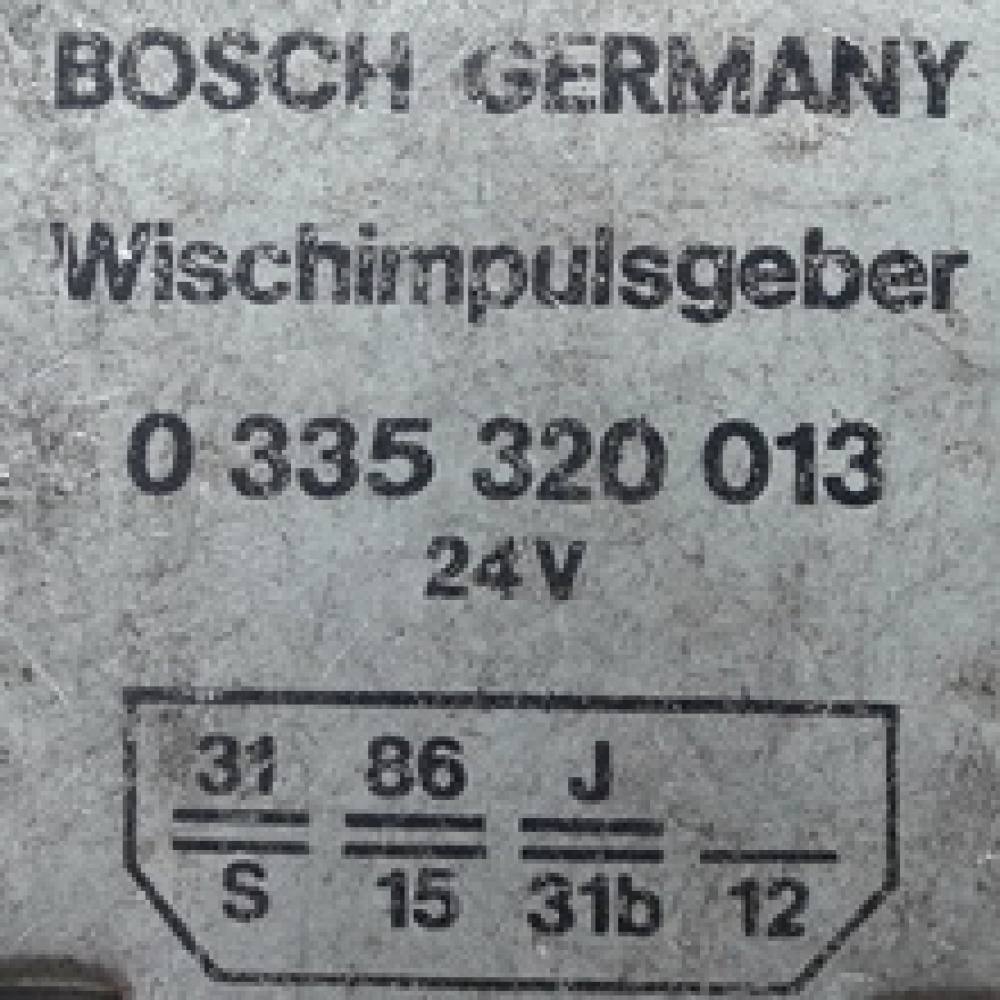 BOSCH GERMANY
Wischimpulsgeber
0 335 320 013
24V
31 86 J
S 15 31b 12